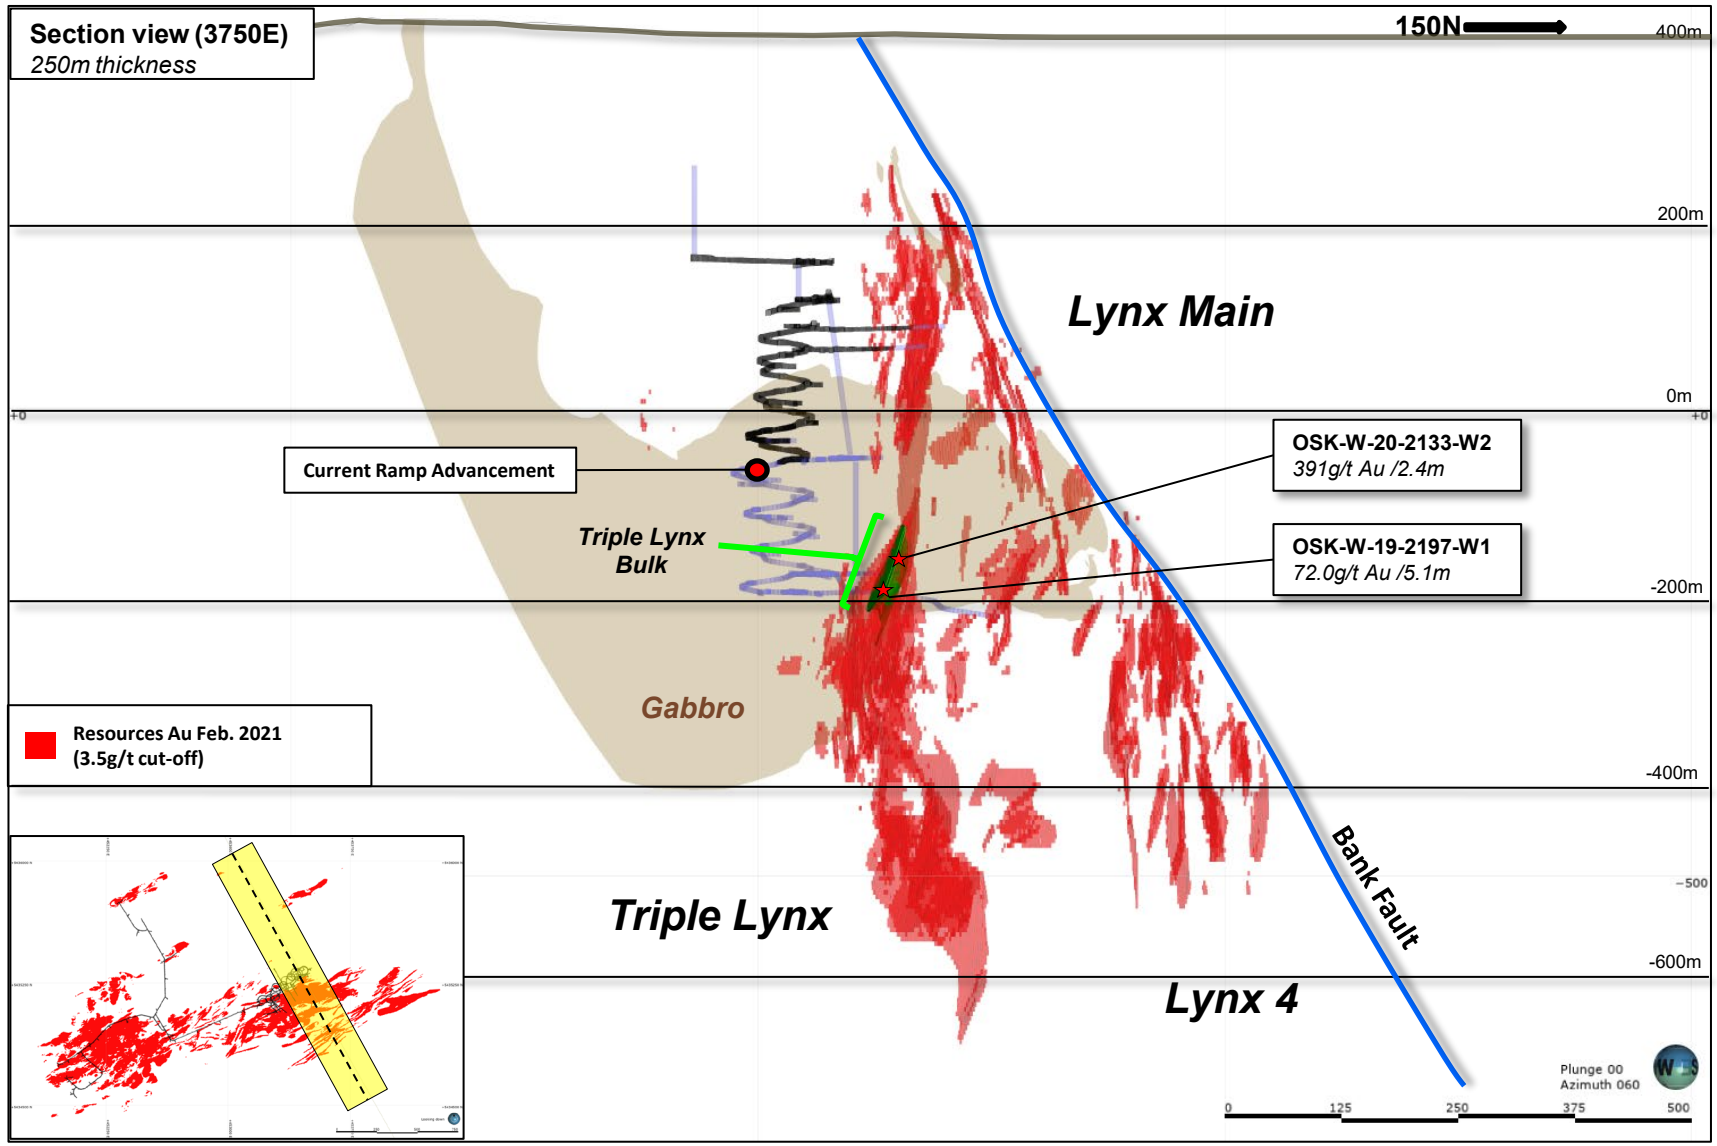 Section view (3750E)
250m thickness
150N
400m
200m
Lynx Main
0m
+0
+0
OSK-W-20-2133-W2
391g/t Au /2.4m
Current Ramp Advancement
Triple Lynx
Bulk
OSK-W-19-2197-W1
72.0g/t Au /5.1m
-200m
Gabbro
Resources Au Feb. 2021
(3.5g/t cut-off)
-400m
Bank Fault
-500
Triple Lynx
-600m
Lynx 4
Plunge 00
Azimuth 060
0 125 250 375 500
Looking down